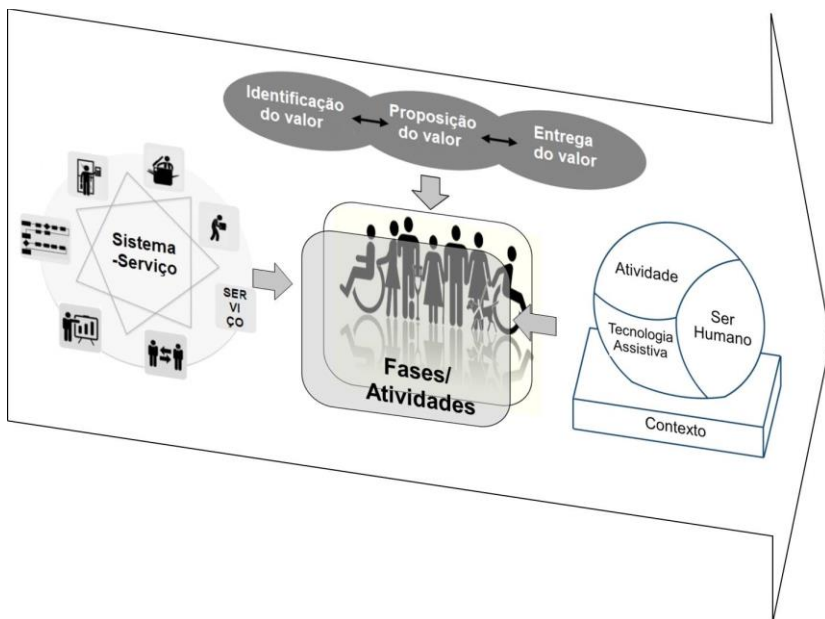 Identificação
do valor
Proposição
do valor
Entrega
do valor
Sistema
-Serviço
SER
VI
ÇO
Fases/
Atividades
Atividade
Ser
Humano
Tecnologia
Assistiva
Contexto